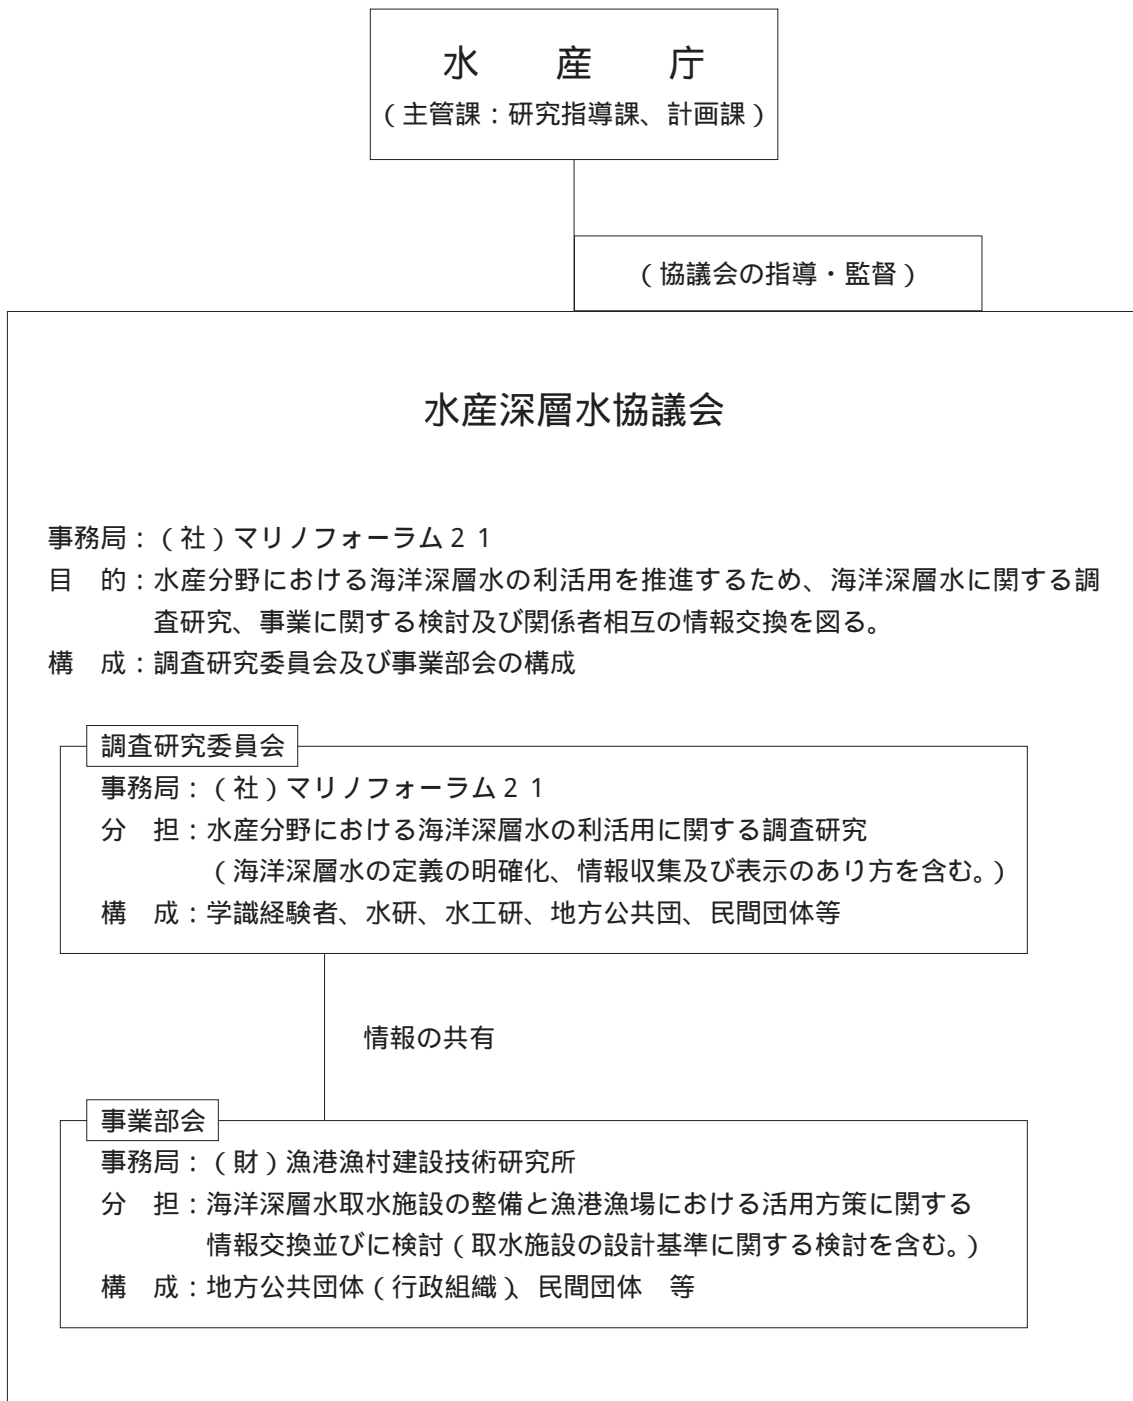 水　産　庁
（主管課：研究指導課、計画課）
（協議会の指導・監督）
水産深層水協議会
事務局：（社）マリノフォーラム２１
目　的：水産分野における海洋深層水の利活用を推進するため、海洋深層水に関する調
査研究、事業に関する検討及び関係者相互の情報交換を図る。
構　成：調査研究委員会及び事業部会の構成
調査研究委員会
事務局：（社）マリノフォーラム２１
分　担：水産分野における海洋深層水の利活用に関する調査研究
（海洋深層水の定義の明確化、情報収集及び表示のあり方を含む。）
構　成：学識経験者、水研、水工研、地方公共団、民間団体等
情報の共有
事業部会
事務局：（財）漁港漁村建設技術研究所
分　担：海洋深層水取水施設の整備と漁港漁場における活用方策に関する
情報交換並びに検討（取水施設の設計基準に関する検討を含む。）
構　成：地方公共団体（行政組織）、民間団体　等